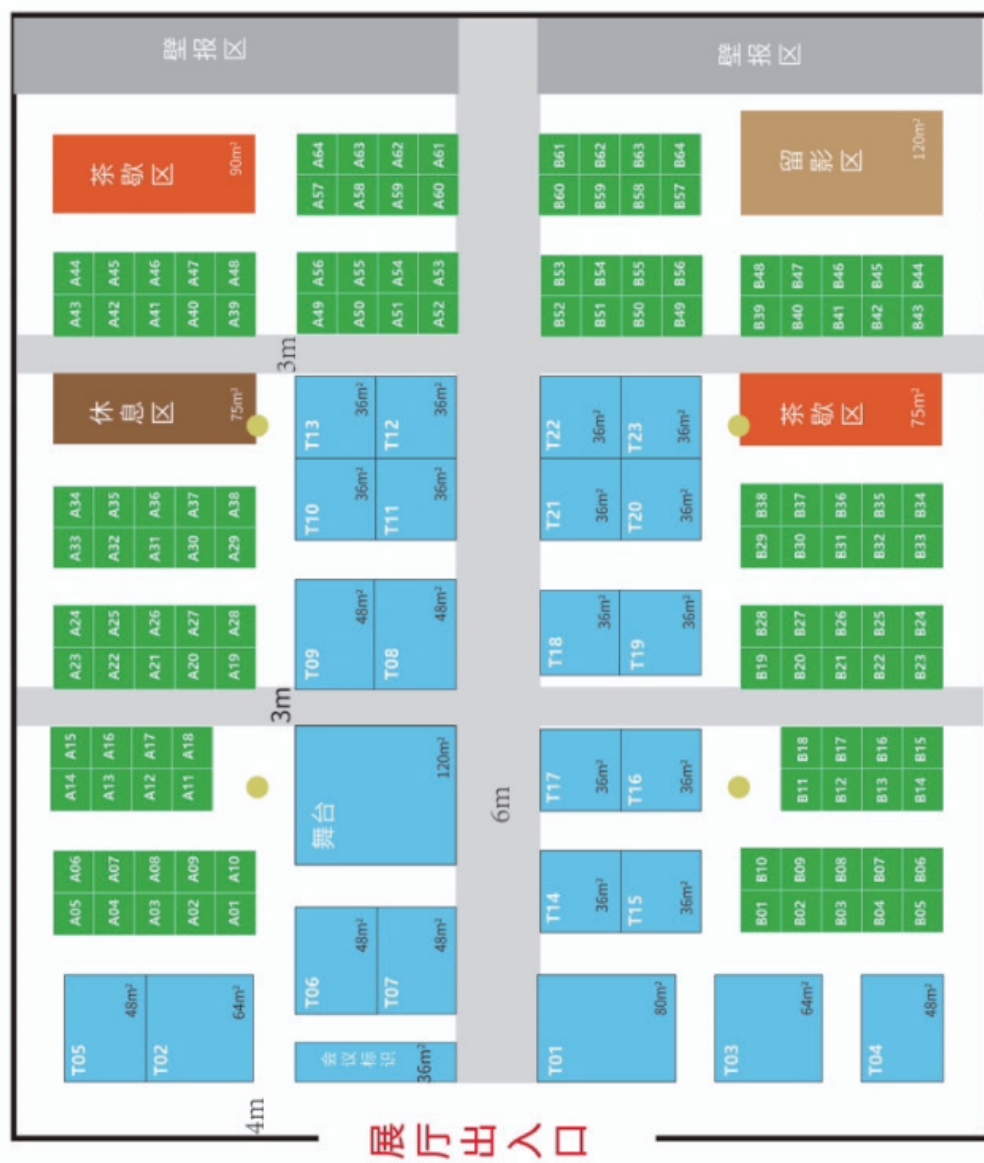 壁报区
壁报区
茶歇区
90m²
A64
A63
A62
A61
A57
A58
A59
A60
B61
B62
B63
B64
B60
B59
B58
B57
留影区
120m²
A44
A45
A46
A47
A48
A43
A42
A41
A40
A39
A56
A55
A54
A53
A49
A50
A51
A52
B53
B54
B55
B56
B52
B51
B50
B49
B48
B47
B46
B45
B44
B39
B40
B41
B42
B43
3m
休息区
75m²
T13
36m²
T12
36m²
T10
36m²
T11
36m²
T22
36m²
T23
36m²
T21
36m²
T20
36m²
茶歇区
75m²
A34
A35
A36
A37
A38
A33
A32
A31
A30
A29
B38
B37
B36
B35
B34
B29
B30
B31
B32
B33
A24
A25
A26
A27
A28
A23
A22
A21
A20
A19
T09
48m²
T08
48m²
T18
36m²
T19
36m²
B28
B27
B26
B25
B24
B19
B20
B21
B22
B23
3m
A15
A16
A17
A18
A14
A13
A12
A11
舞台
120m²
6m
T17
36m²
T16
36m²
B18
B17
B16
B15
B11
B12
B13
B14
A06
A07
A08
A09
A10
A05
A04
A03
A02
A01
T14
36m²
T15
36m²
B10
B09
B08
B07
B06
B01
B02
B03
B04
B05
T05
48m²
T02
64m²
T06
48m²
T07
48m²
会议标识
36m²
T01
80m²
T03
64m²
T04
48m²
4m
展厅出入口